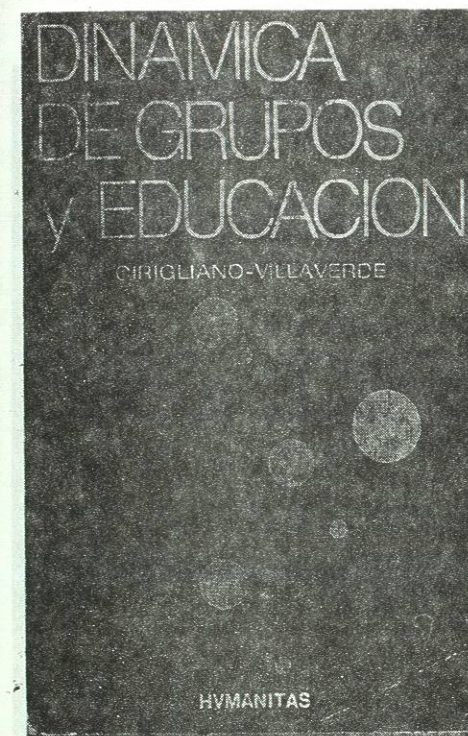 DINAMICA
DE GRUPOS
y EDUCACION
CIRIGLIANO-VILLAVERDE
HVMANITAS